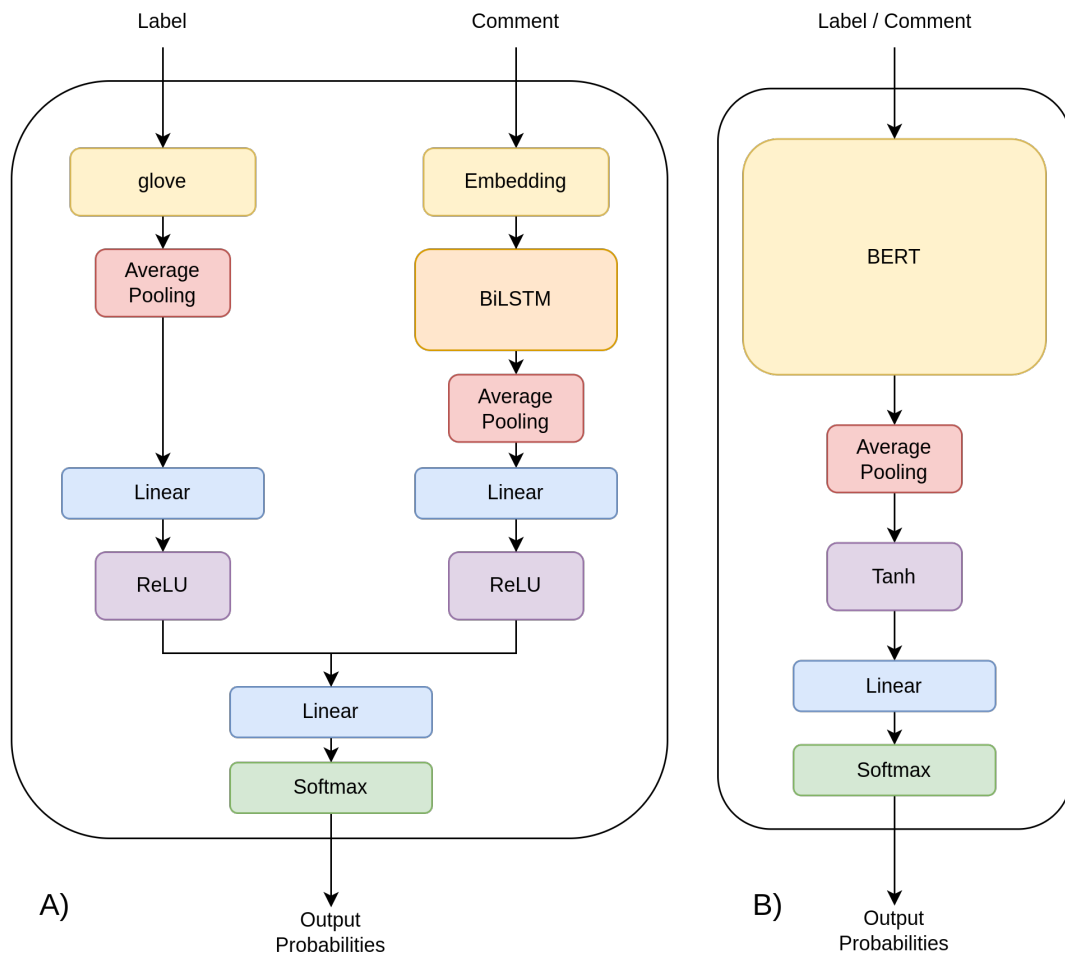 Label
Comment
glove
Embedding
Average
Pooling
BiLSTM
Average
Pooling
Linear
Linear
ReLU
ReLU
Linear
Softmax
A)
Output
Probabilities
Label / Comment
BERT
Average
Pooling
Tanh
Linear
Softmax
B)
Output
Probabilities